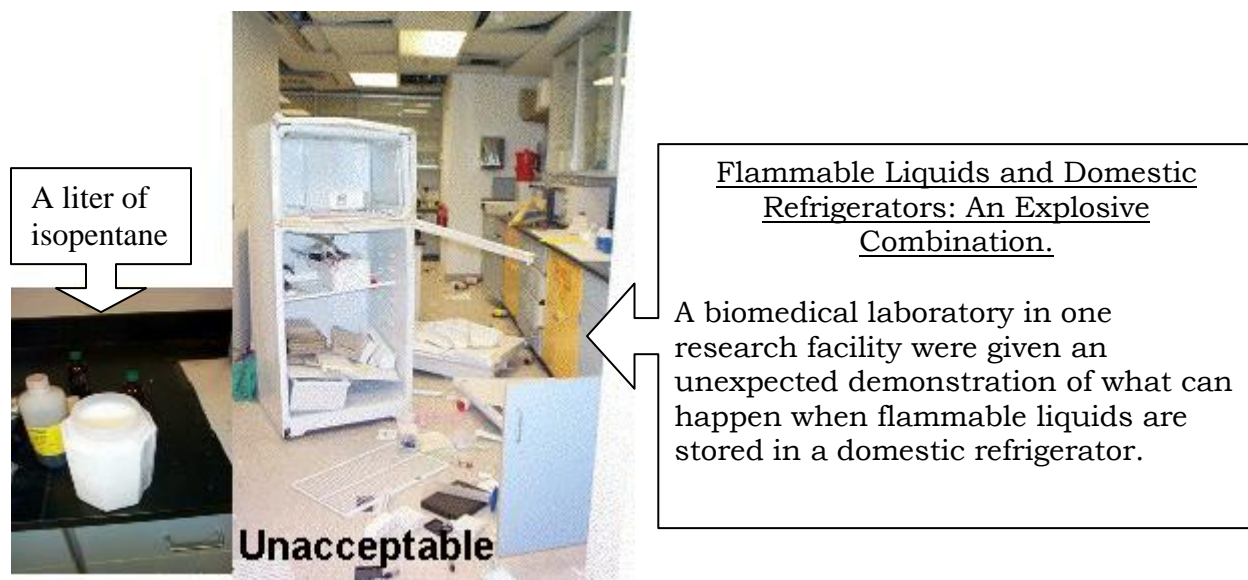 A liter of
isopentane
Unacceptable
Flammable Liquids and Domestic
Refrigerators: An Explosive
Combination.
A biomedical laboratory in one
research facility were given an
unexpected demonstration of what can
happen when flammable liquids are
stored in a domestic refrigerator.